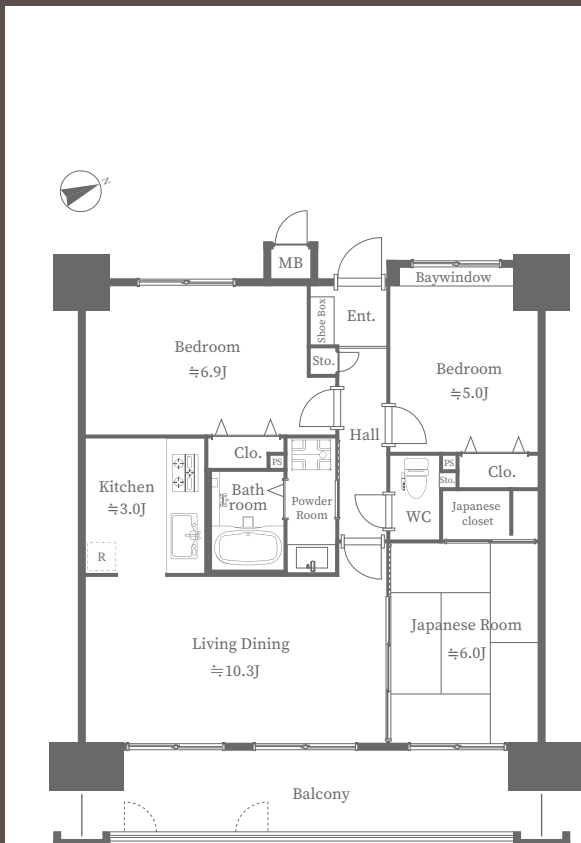 N
MB
Baywindow
Shoe Box
Ent.
Bedroom
≒6.9J
Sto.
Bedroom
≒5.0J
Hall
Clo.
PS
PS
Sto.
Clo.
Kitchen
≒3.0J
Bath
room
Powder
Room
WC
Japanese
closet
R
Japanese Room
≒6.0J
Living Dining
≒10.3J
Balcony